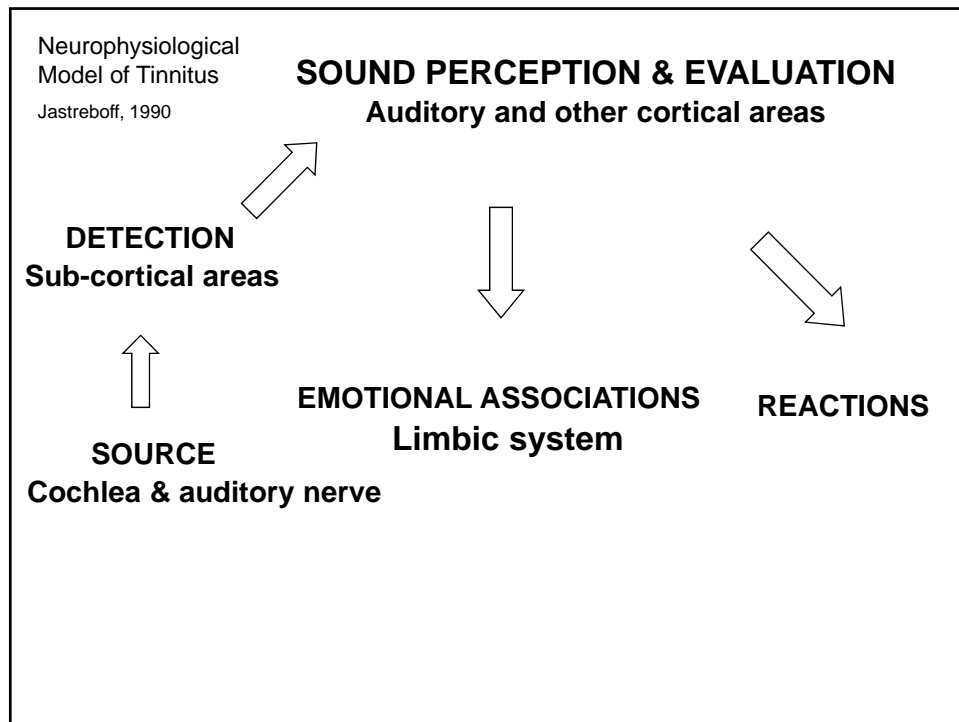 Neurophysiological
Model of Tinnitus
Jastreboff, 1990
SOUND PERCEPTION & EVALUATION
Auditory and other cortical areas
DETECTION
Sub-cortical areas
EMOTIONAL ASSOCIATIONS
Limbic system
REACTIONS
SOURCE
Cochlea & auditory nerve